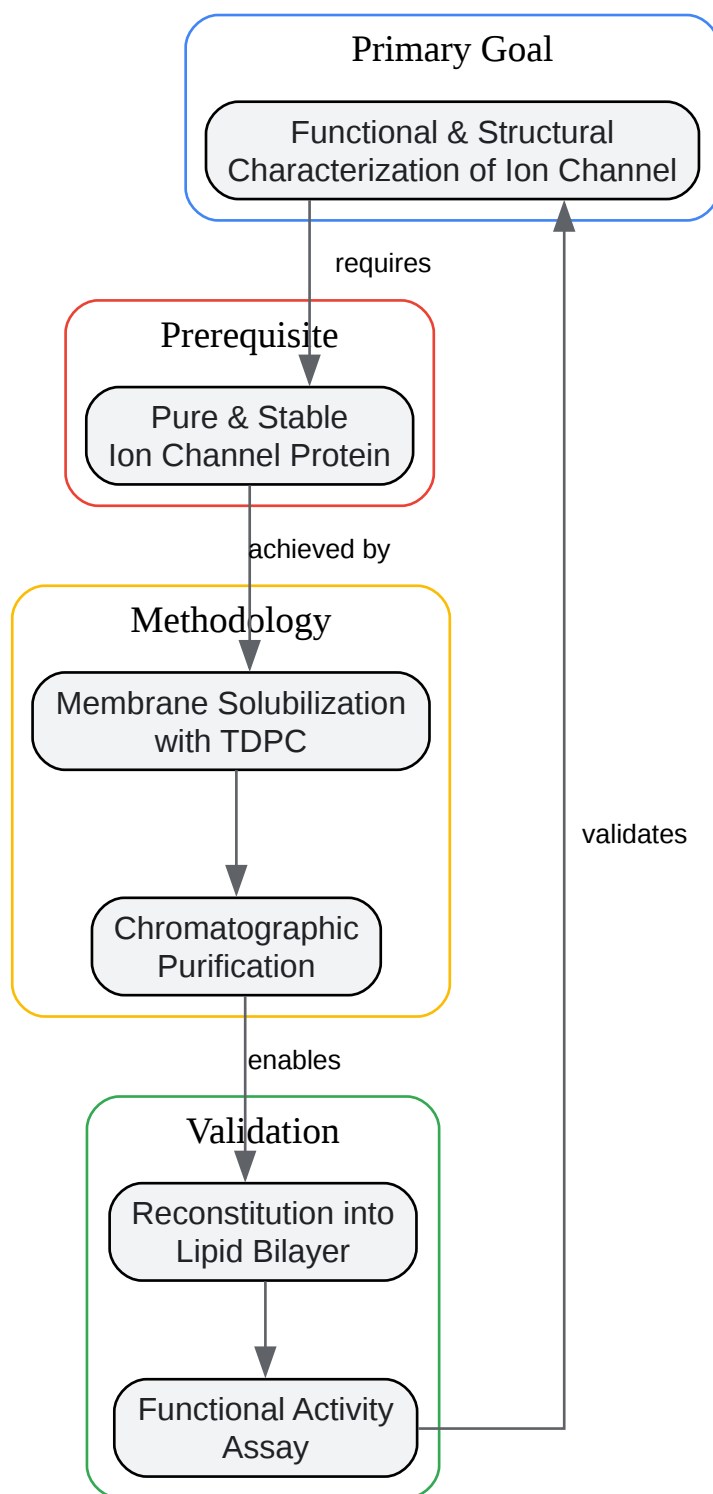 Primary Goal
Functional & Structural
Characterization of Ion Channel
requires
Prerequisite
Pure & Stable
Ion Channel Protein
achieved by
Methodology
Membrane Solubilization
with TDPC
validates
Chromatographic
Purification
enables
Validation
Reconstitution into
Lipid Bilayer
Functional Activity
Assay